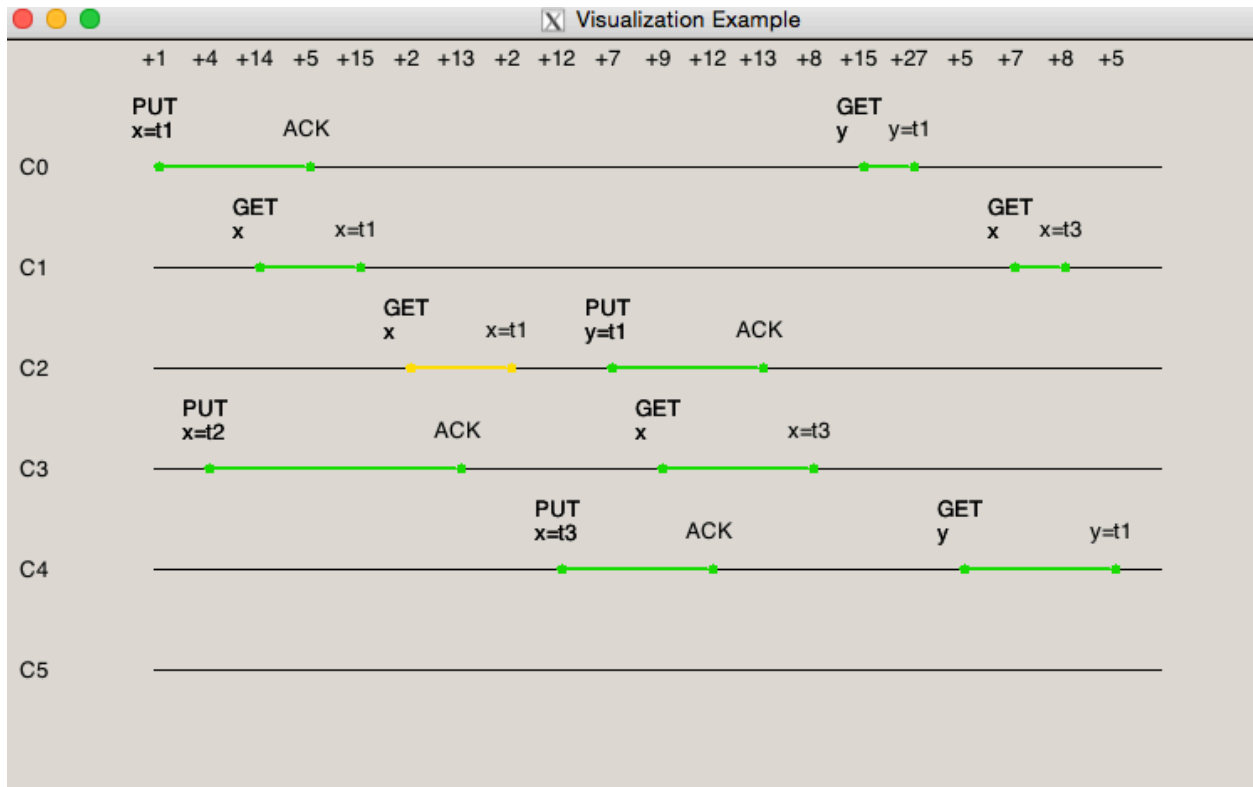 X Visualization Example
+1 +4 +14 +5 +15 +2 +13 +2 +12 +7 +9 +12 +13 +8 +15 +27 +5 +7 +8 +5
PUT GET
x=t1 ACK y y=t1
C0
GET GET
x x=t1 x x=t3
C1
GET PUT
x x=t1 y=t1 ACK
C2
PUT GET
x=t2 ACK x x=t3
C3
PUT GET
x=t3 ACK y y=t1
C4
C5